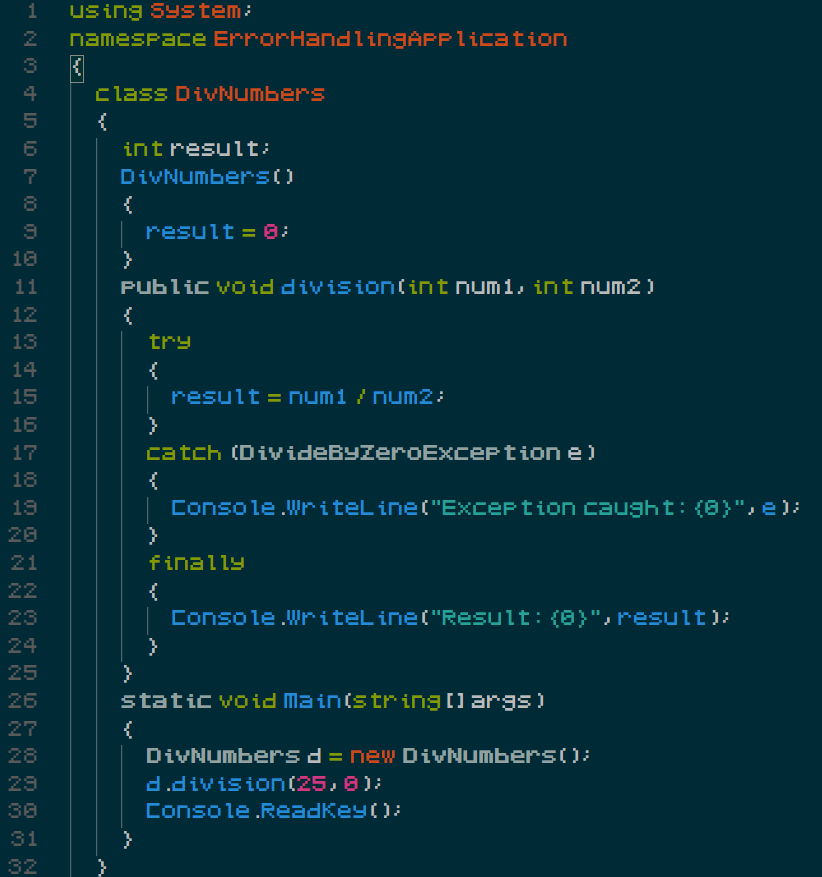 1 using System;
2 namespace ErrorHandlingApplication
3 {
4 class DivNumbers
5 {
6 int result;
7 DivNumbers()
8 {
9 result = 0;
10 }
11 public void division(int num1, int num2)
12 {
13 try
14 {
15 result = num1 / num2;
16 }
17 catch (DivideByZeroException e)
18 {
19 Console.WriteLine("Exception caught: {0}", e);
20 }
21 finally
22 {
23 Console.WriteLine("Result: {0}", result);
24 }
25 }
26 static void Main(string[] args)
27 {
28 DivNumbers d = new DivNumbers();
29 d.division(25, 0);
30 Console.ReadKey();
31 }
32 }